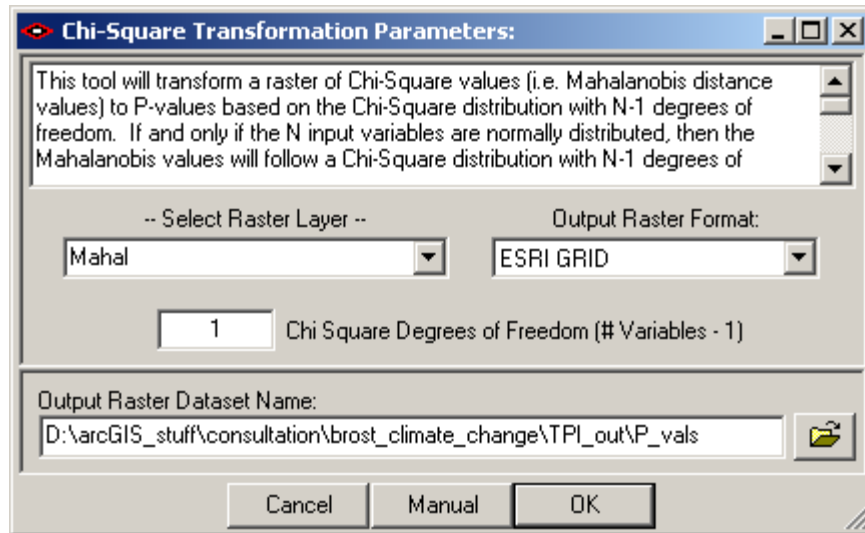 Chi-Square Transformation Parameters:
This tool will transform a raster of Chi-Square values (i.e. Mahalanobis distance
values) to P-values based on the Chi-Square distribution with N-1 degrees of
freedom.  If and only if the N input variables are normally distributed, then the
Mahalanobis values will follow a Chi-Square distribution with N-1 degrees of
-- Select Raster Layer --
Output Raster Format:
Mahal
ESRI GRID
1
Chi Square Degrees of Freedom (# Variables - 1)
Output Raster Dataset Name:
D:\arcGIS_stuff\consultation\brost_climate_change\TPI_out\P_vals
Cancel
Manual
OK